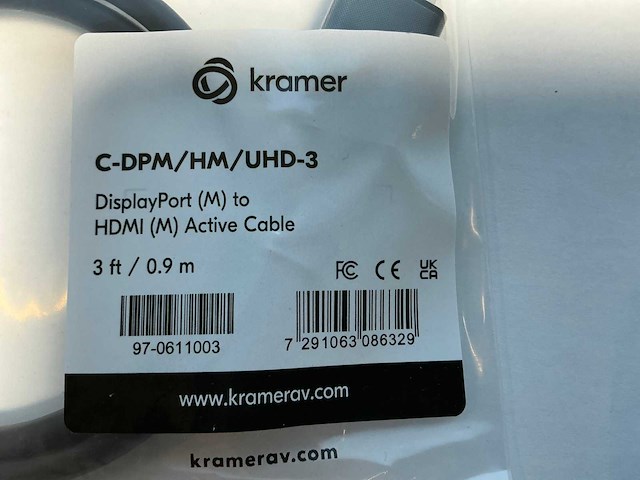 kramer
C-DPM/HM/UHD-3
DisplayPort (M) to
HDMI (M) Active Cable
3 ft / 0.9 m
FC CE UK CA
97-0611003
7 291063 086329
www.kramerav.com
kramerav.com